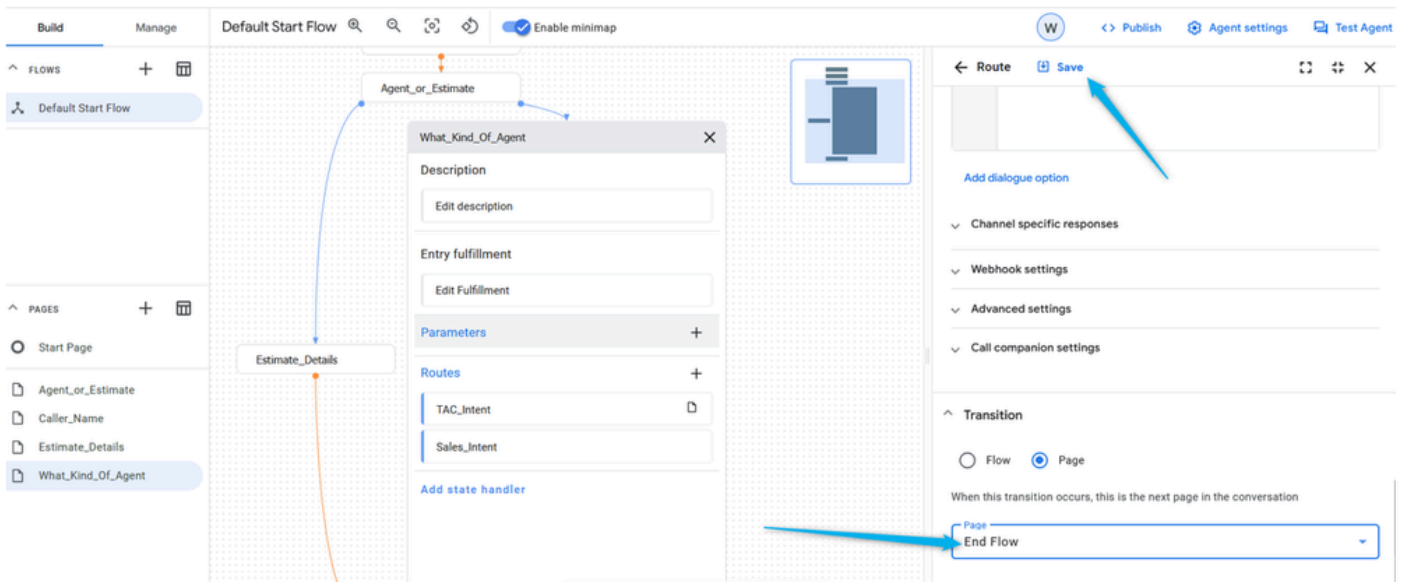 Build
Manage
Default Start Flow
Enable minimap
W
Publish
Agent settings
Test Agent
FLOWS
Default Start Flow
PAGES
Start Page
Agent_or_Estimate
Caller_Name
Estimate_Details
What_Kind_Of_Agent
Agent_or_Estimate
Estimate_Details
What_Kind_Of_Agent
Description
Edit description
Entry fulfillment
Edit Fulfillment
Parameters
Routes
TAC_Intent
Sales_Intent
Add state handler
Route
Save
Add dialogue option
Channel specific responses
Webhook settings
Advanced settings
Call companion settings
Transition
Flow
Page
When this transition occurs, this is the next page in the conversation
Page
End Flow